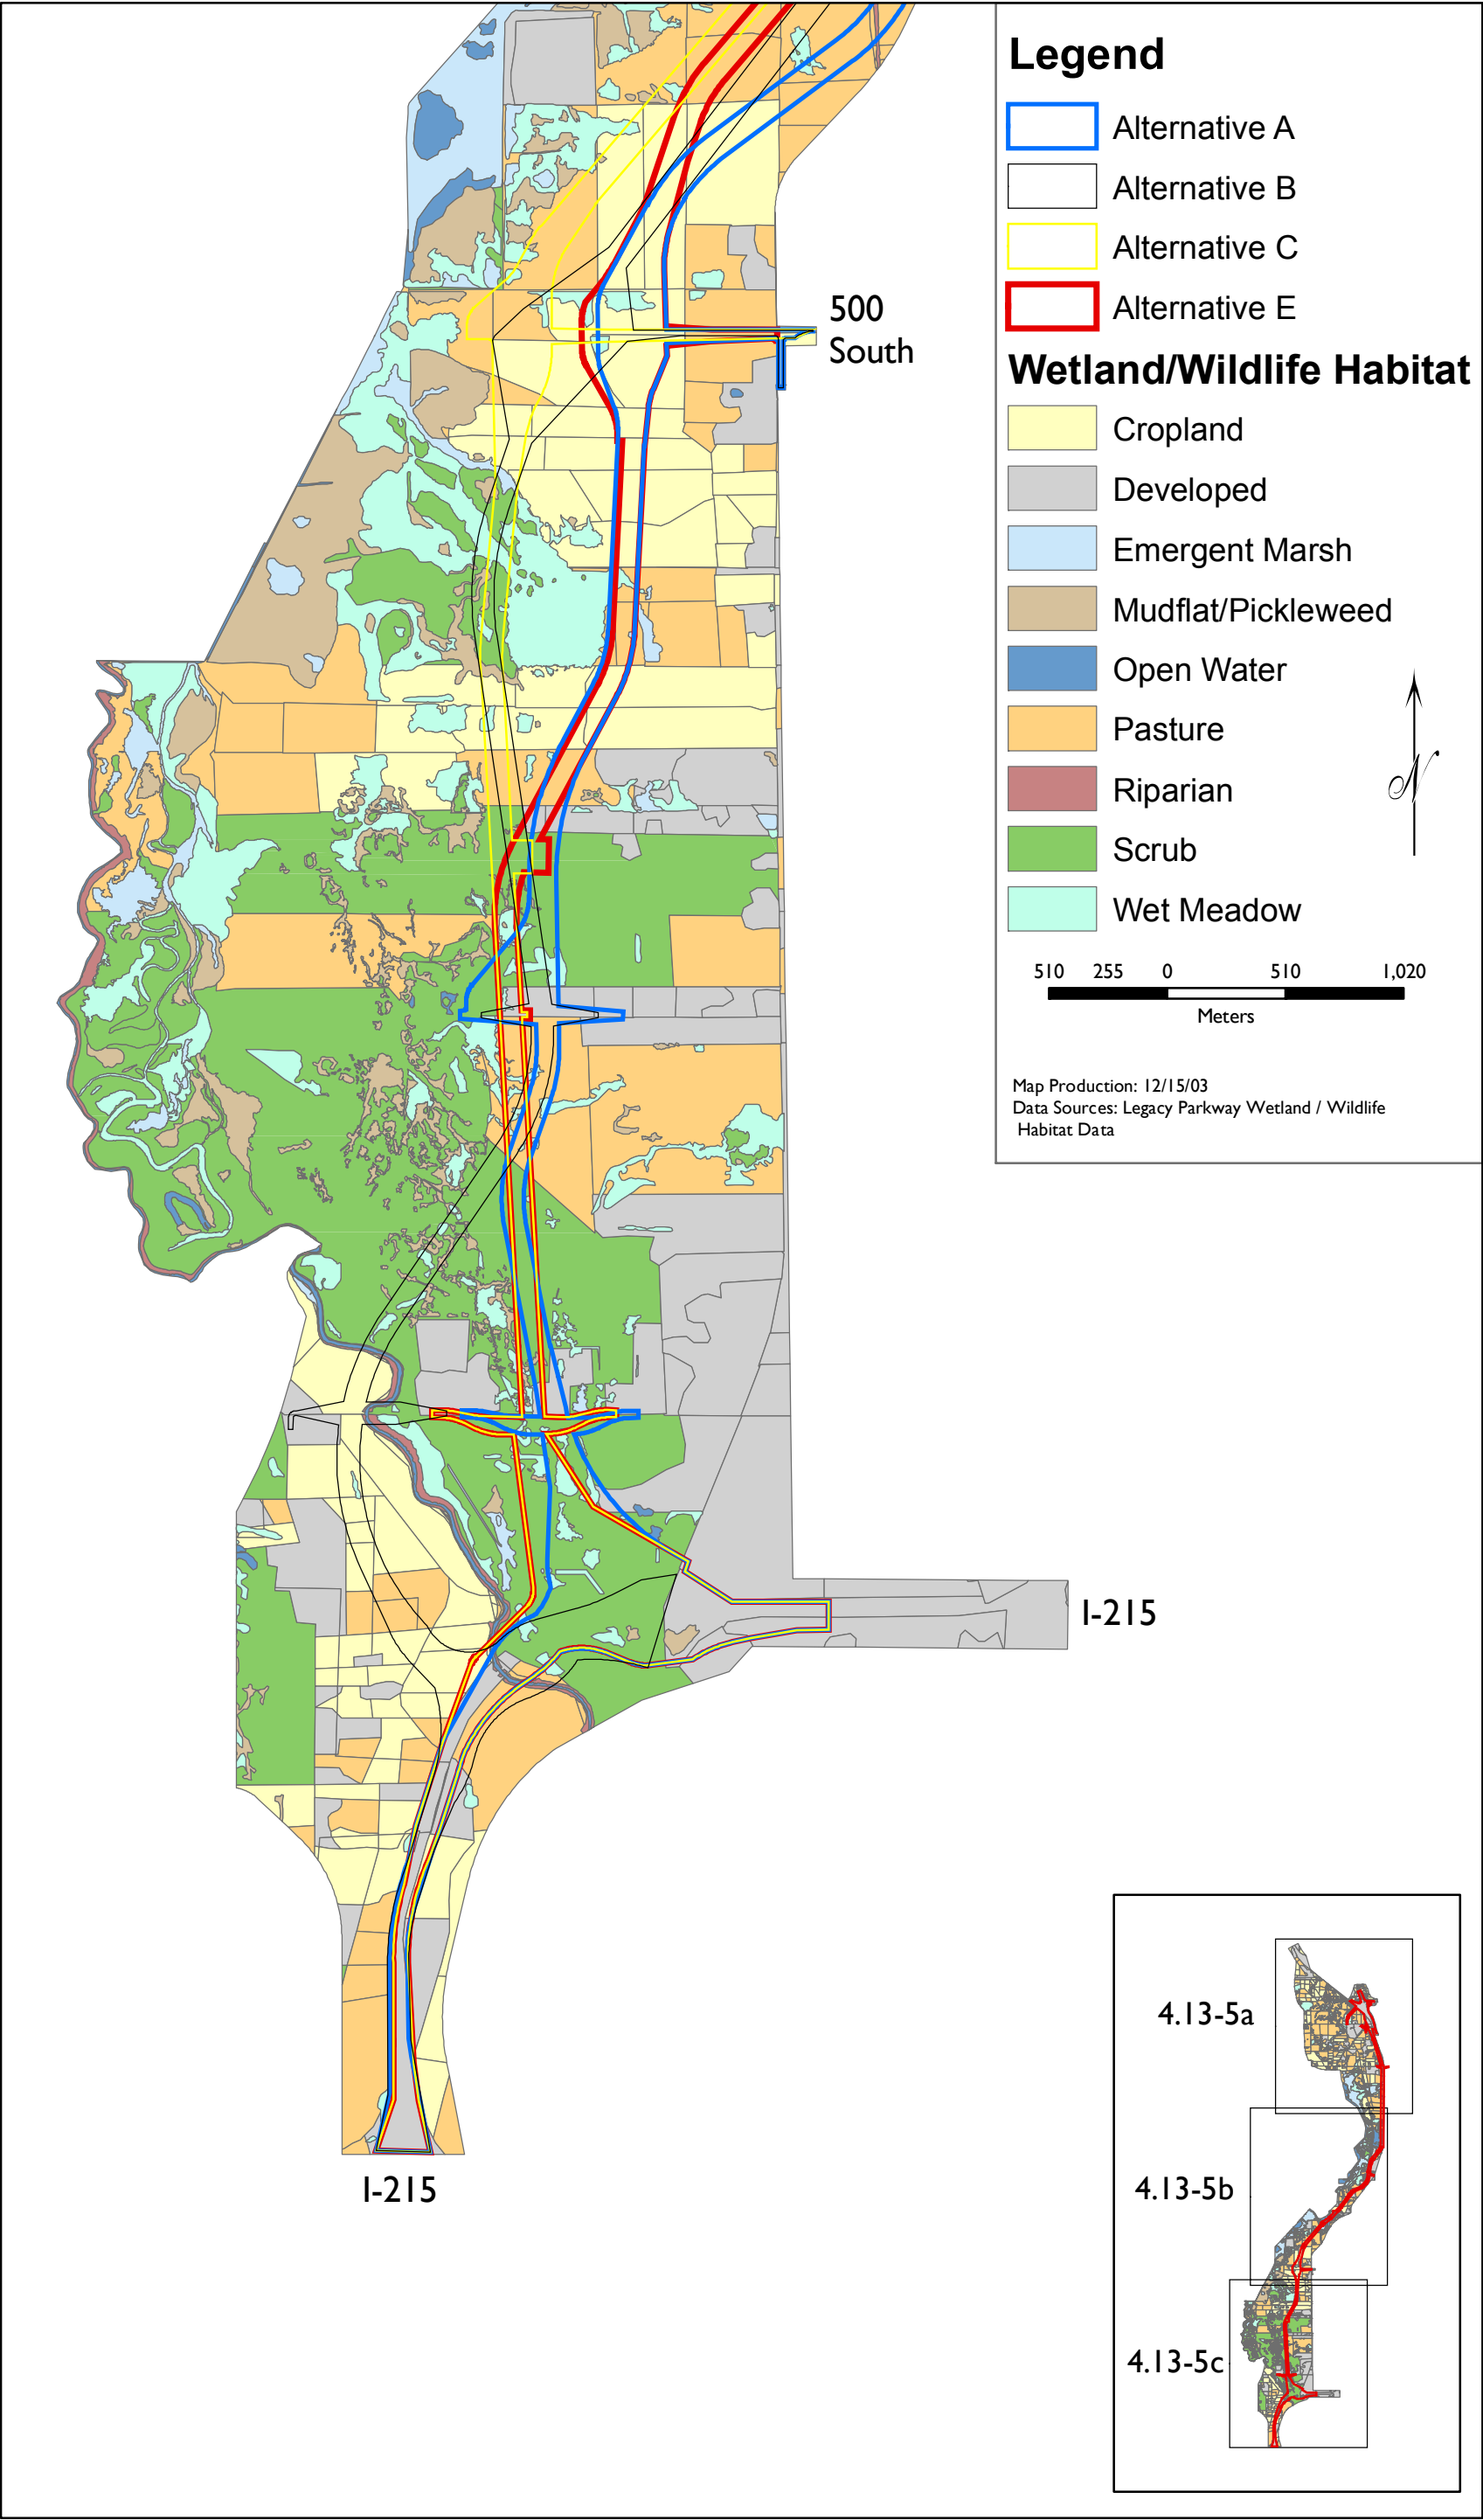 Legend
Alternative A
Alternative B
Alternative C
Alternative E
Wetland/Wildlife Habitat
Cropland
Developed
Emergent Marsh
Mudflat/Pickleweed
Open Water
Pasture
Riparian
Scrub
Wet Meadow
N
510 255 0 510 1,020
Meters
Map Production: 12/15/03
Data Sources: Legacy Parkway Wetland / Wildlife
Habitat Data
500
South
I-215
I-215
4.13-5a
4.13-5b
4.13-5c